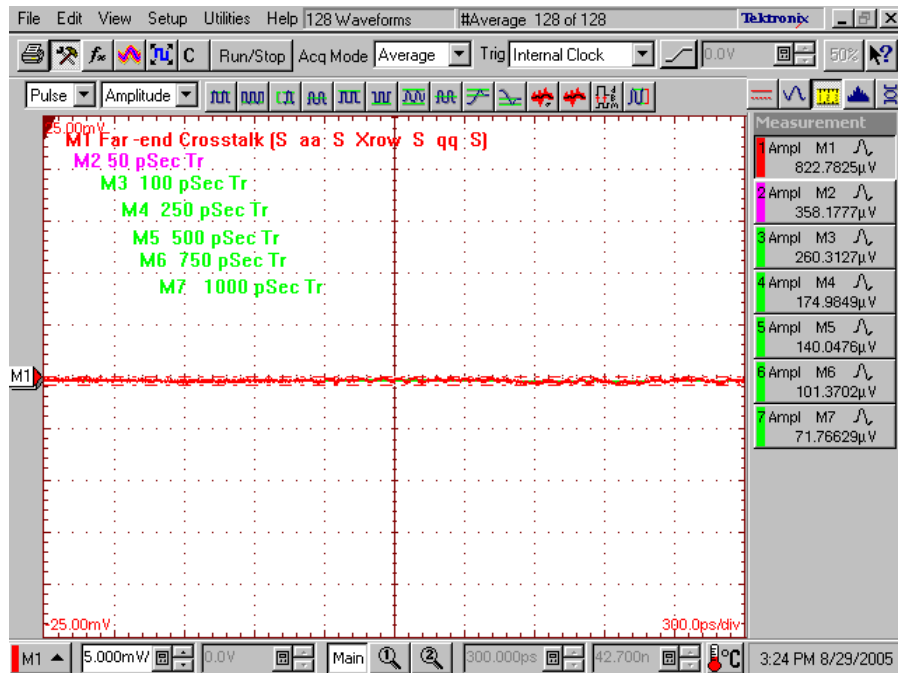 File Edit View Setup Utilities Help 128 Waveforms #Average 128 of 128 Tektronix
C Run/Stop Acq Mode Average Trig Internal Clock 0.0V 50%
Pulse Amplitude
25.00mV
M1 Far-end Crosstalk (S aa S Xrow S qq S)
M2 50 pSec Tr
M3 100 pSec Tr
M4 250 pSec Tr
M5 500 pSec Tr
M6 750 pSec Tr
M7 1000 pSec Tr
M1
-25.00mV 300.0ps/div
Measurement
1 Ampl M1
822.7825µV
2 Ampl M2
358.1777µV
3 Ampl M3
260.3127µV
4 Ampl M4
174.9849µV
5 Ampl M5
140.0476µV
6 Ampl M6
101.3702µV
7 Ampl M7
71.76629µV
M1 5.000mV/ 0.0V Main 1 2 300.000ps 42.700n °C 3:24 PM 8/29/2005